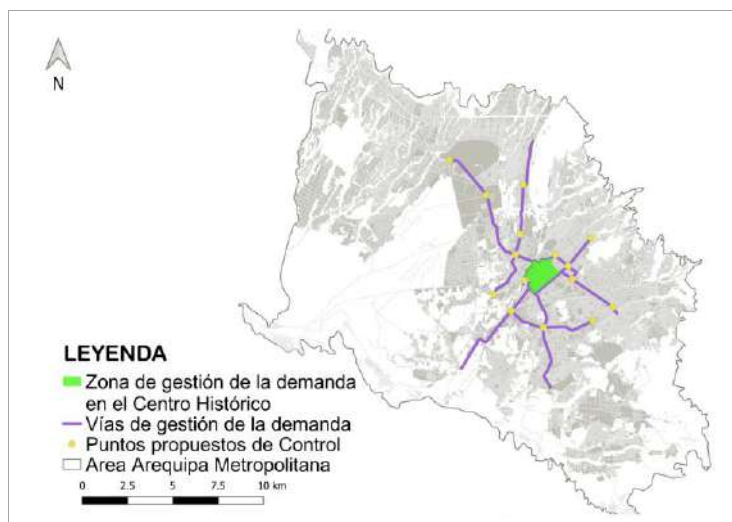 N
LEYENDA
Zona de gestión de la demanda
en el Centro Histórico
Vías de gestión de la demanda
Puntos propuestos de Control
Area Arequipa Metropolitana
0 2.5 5 7.5 10 km